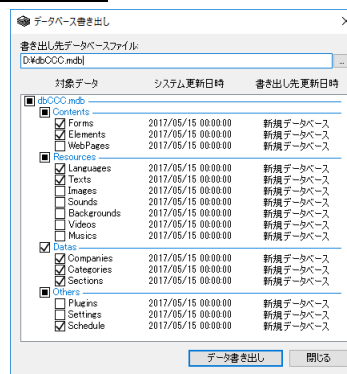 データベース書き出し
書き出し先データベースファイル
D:¥dbCCC.mdb
...
対象データ システム更新日時 書き出し先更新日時
dbCCC.mdb
Contents
Forms 2017/05/15 00:00:00 新規データベース
Elements 2017/05/15 00:00:00 新規データベース
WebPages 2017/05/15 00:00:00 新規データベース
Resources
Languages 2017/05/15 00:00:00 新規データベース
Texts 2017/05/15 00:00:00 新規データベース
Images 2017/05/15 00:00:00 新規データベース
Sounds 2017/05/15 00:00:00 新規データベース
Backgrounds 2017/05/15 00:00:00 新規データベース
Videos 2017/05/15 00:00:00 新規データベース
Musics 2017/05/15 00:00:00 新規データベース
Datas
Companies 2017/05/15 00:00:00 新規データベース
Categories 2017/05/15 00:00:00 新規データベース
Sections 2017/05/15 00:00:00 新規データベース
Others
Plugins 2017/05/15 00:00:00 新規データベース
Settings 2017/05/15 00:00:00 新規データベース
Schedule 2017/05/15 00:00:00 新規データベース
データ書き出し 閉じる